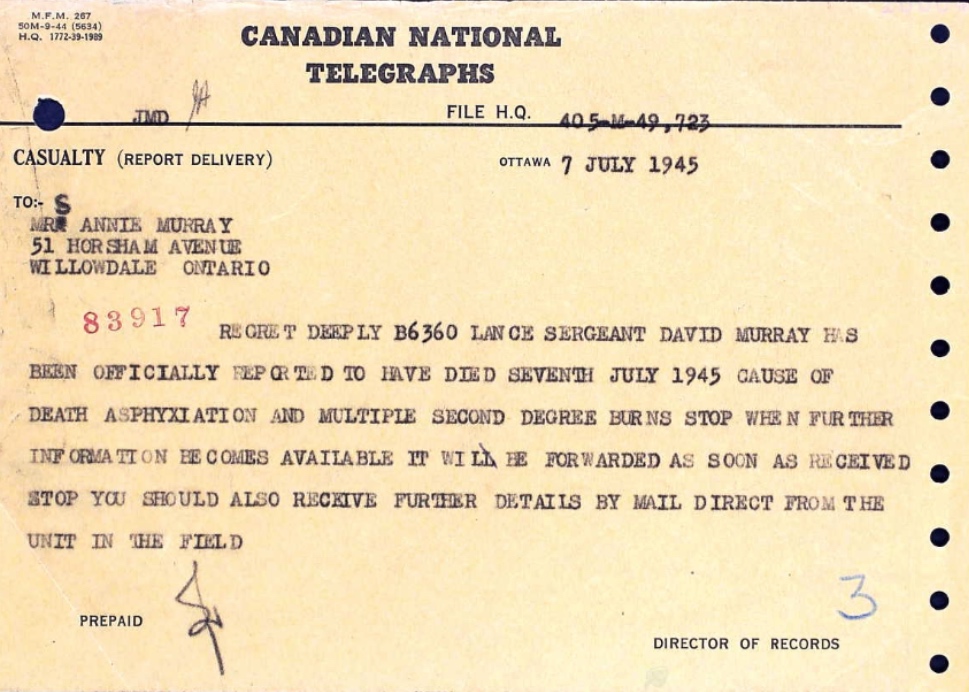 M.F.M. 267
50M-9-44 (5634)
H.Q. 1772-39-1989
CANADIAN NATIONAL
TELEGRAPHS
JMD
FILE H.Q. 405-M-49,723
CASUALTY (REPORT DELIVERY)
OTTAWA 7 JULY 1945
TO:- S
MR ANNIE MURRAY
51 HORSHAM AVENUE
WILLOWDALE ONTARIO
83917
REGRET DEEPLY B6360 LANCE SERGEANT DAVID MURRAY HAS
BEEN OFFICIALLY REPORTED TO HAVE DIED SEVENTH JULY 1945 CAUSE OF
DEATH ASPHYXIATION AND MULTIPLE SECOND DEGREE BURNS STOP WHEN FURTHER
INFORMATION BECOMES AVAILABLE IT WILL BE FORWARDED AS SOON AS RECEIVED
STOP YOU SHOULD ALSO RECEIVE FURTHER DETAILS BY MAIL DIRECT FROM THE
UNIT IN THE FIELD
3
PREPAID
DIRECTOR OF RECORDS